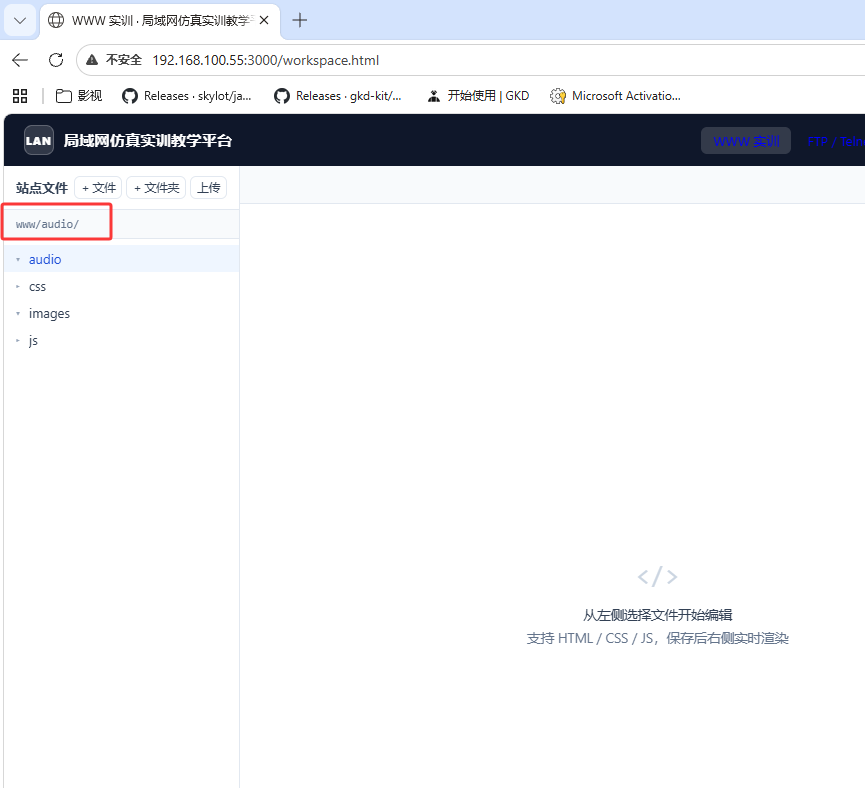 WWW 实训 · 局域网仿真实训教学
不安全 192.168.100.55:3000/workspace.html
影视 Releases · skylot/ja... Releases · gkd-kit/... 开始使用 | GKD Microsoft Activatio...
LAN 局域网仿真实训教学平台 WWW 实训
站点文件 + 文件 + 文件夹 上传
www/audio/
audio
css
images
js
</>
从左侧选择文件开始编辑
支持 HTML / CSS / JS，保存后右侧实时渲染